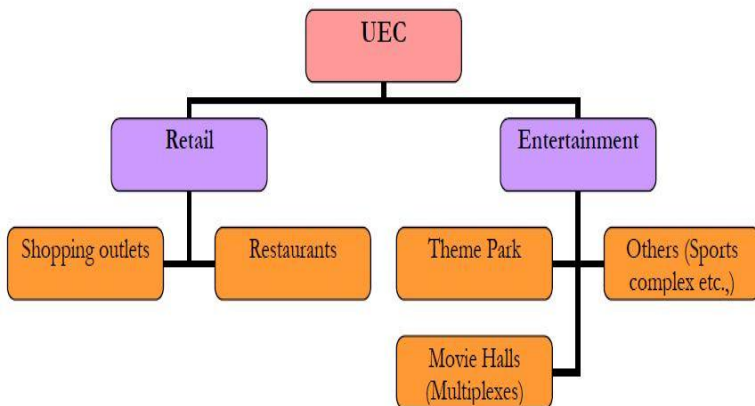 UEC
Retail
Entertainment
Shopping outlets
Restaurants
Theme Park
Others (Sports
complex etc.,)
Movie Halls
(Multiplexes)